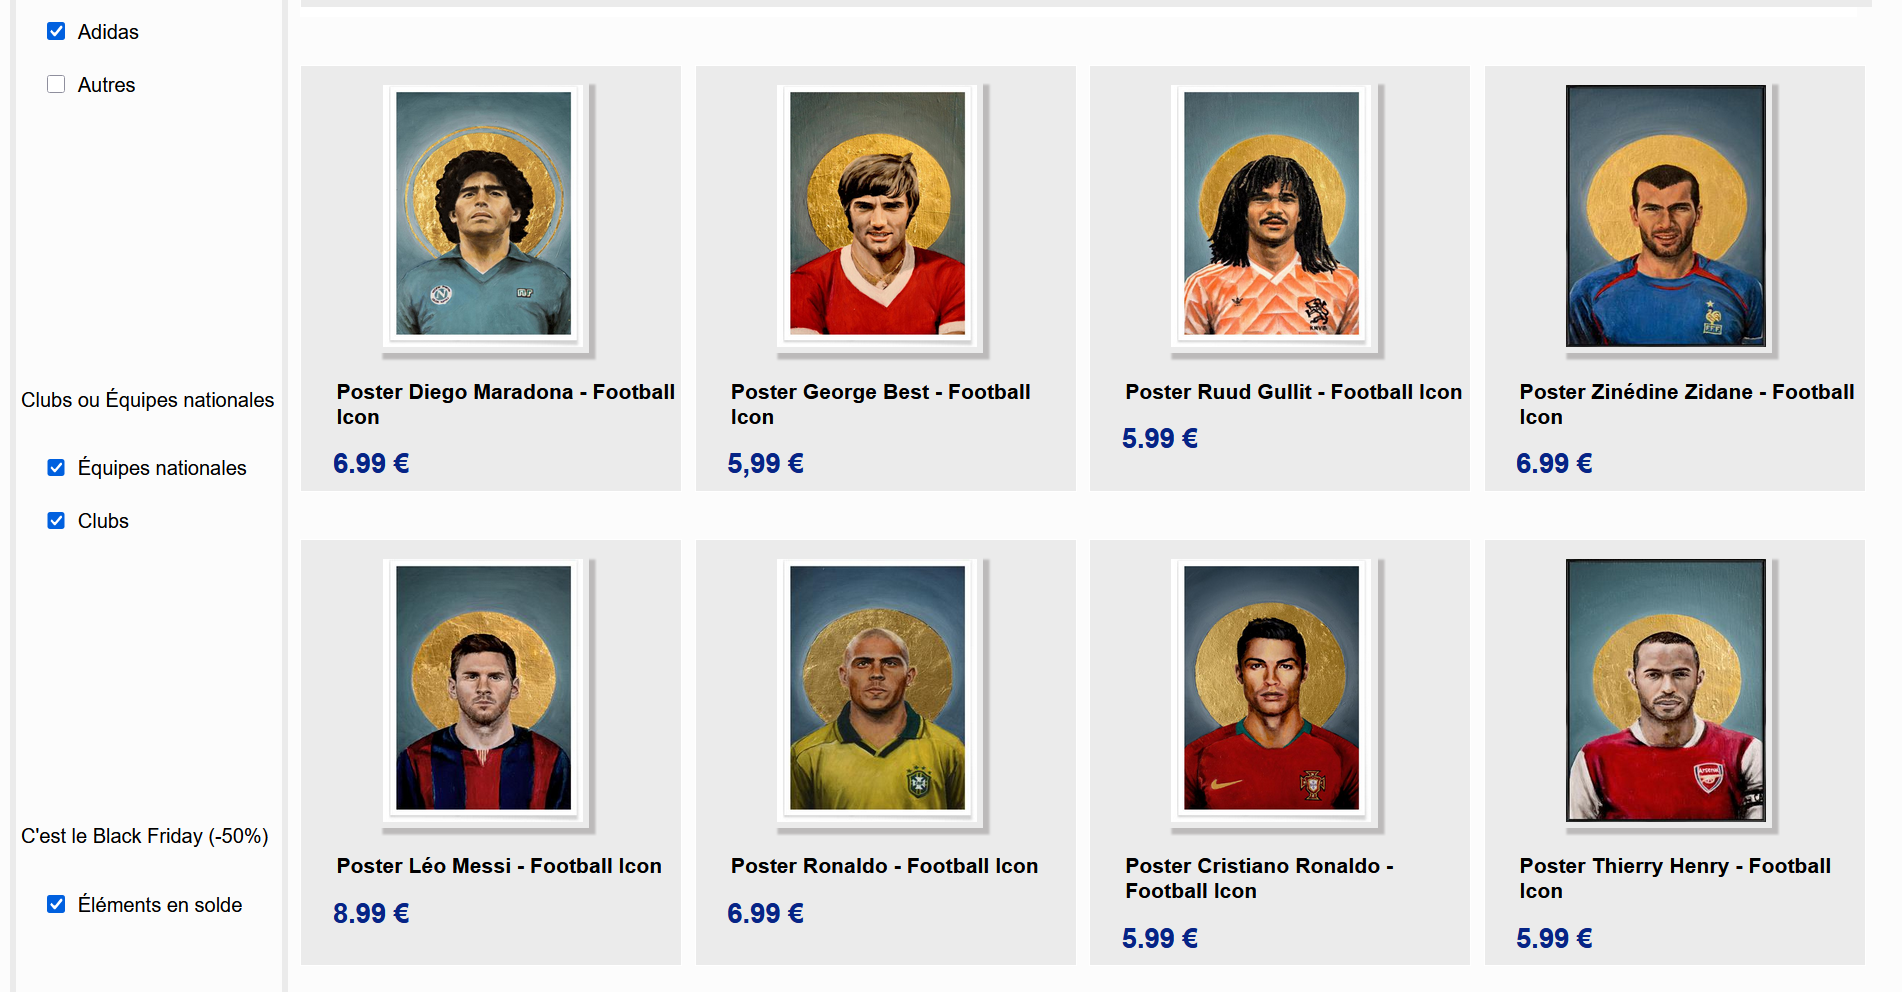 Adidas
Autres
Clubs ou Équipes nationales
Équipes nationales
Clubs
C'est le Black Friday (-50%)
Éléments en solde
Poster Diego Maradona - Football
Icon
6.99 €
Poster George Best - Football
Icon
5,99 €
KNVB
Poster Ruud Gullit - Football Icon
5.99 €
FFF
Poster Zinédine Zidane - Football
Icon
6.99 €
Poster Léo Messi - Football Icon
8.99 €
Poster Ronaldo - Football Icon
6.99 €
Poster Cristiano Ronaldo -
Football Icon
5.99 €
Arsenal
Poster Thierry Henry - Football
Icon
5.99 €